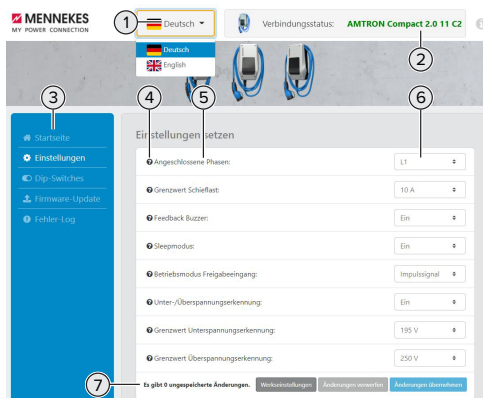 MENNEKES
MY POWER CONNECTION
1
Deutsch
Verbindungsstatus: AMTRON Compact 2.0 11 C2
Deutsch
English
2
3
4
5
6
Startseite
Einstellungen
Dip-Switches
Firmware-Update
Fehler-Log
Einstellungen setzen
Angeschlossene Phasen: L1
Grenzwert Schieflast: 10 A
Feedback Buzzer: Ein
Sleepmodus: Ein
Betriebsmodus Freigabeeingang: Impulssignal
Unter-/Überspannungserkennung: Ein
Grenzwert Unterspannungserkennung: 195 V
Grenzwert Überspannungserkennung: 250 V
7
Es gibt 0 ungespeicherte Änderungen. Werkseinstellungen Änderungen verwerfen Änderungen übernehmen